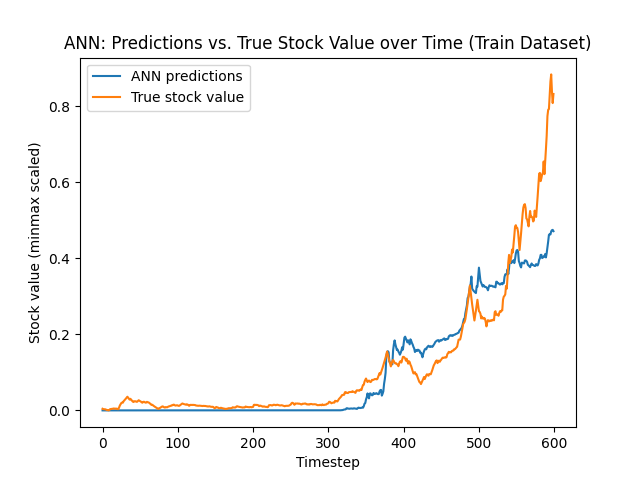 ANN: Predictions vs. True Stock Value over Time (Train Dataset)
ANN predictions
True stock value
0.8
0.6
0.4
0.2
0.0
Stock value (minmax scaled)
0 100 200 300 400 500 600
Timestep